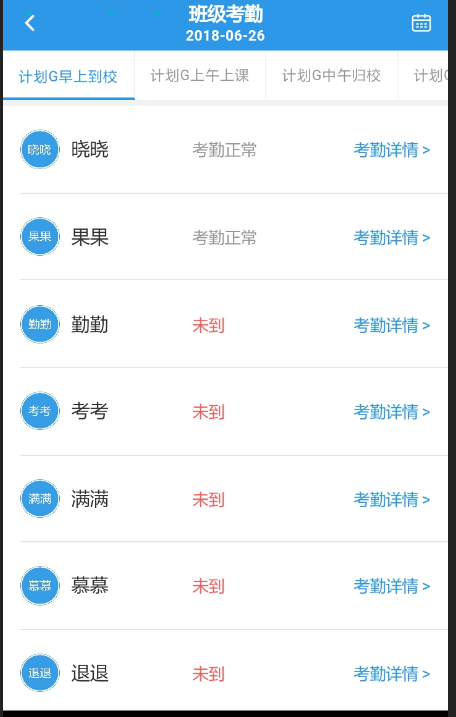 班级考勤
2018-06-26
计划G早上到校 计划G上午上课 计划G中午归校 计划G
晓晓 晓晓 考勤正常 考勤详情 >
果果 果果 考勤正常 考勤详情 >
勤勤 勤勤 未到 考勤详情 >
考考 考考 未到 考勤详情 >
满满 满满 未到 考勤详情 >
慕慕 慕慕 未到 考勤详情 >
退退 退退 未到 考勤详情 >